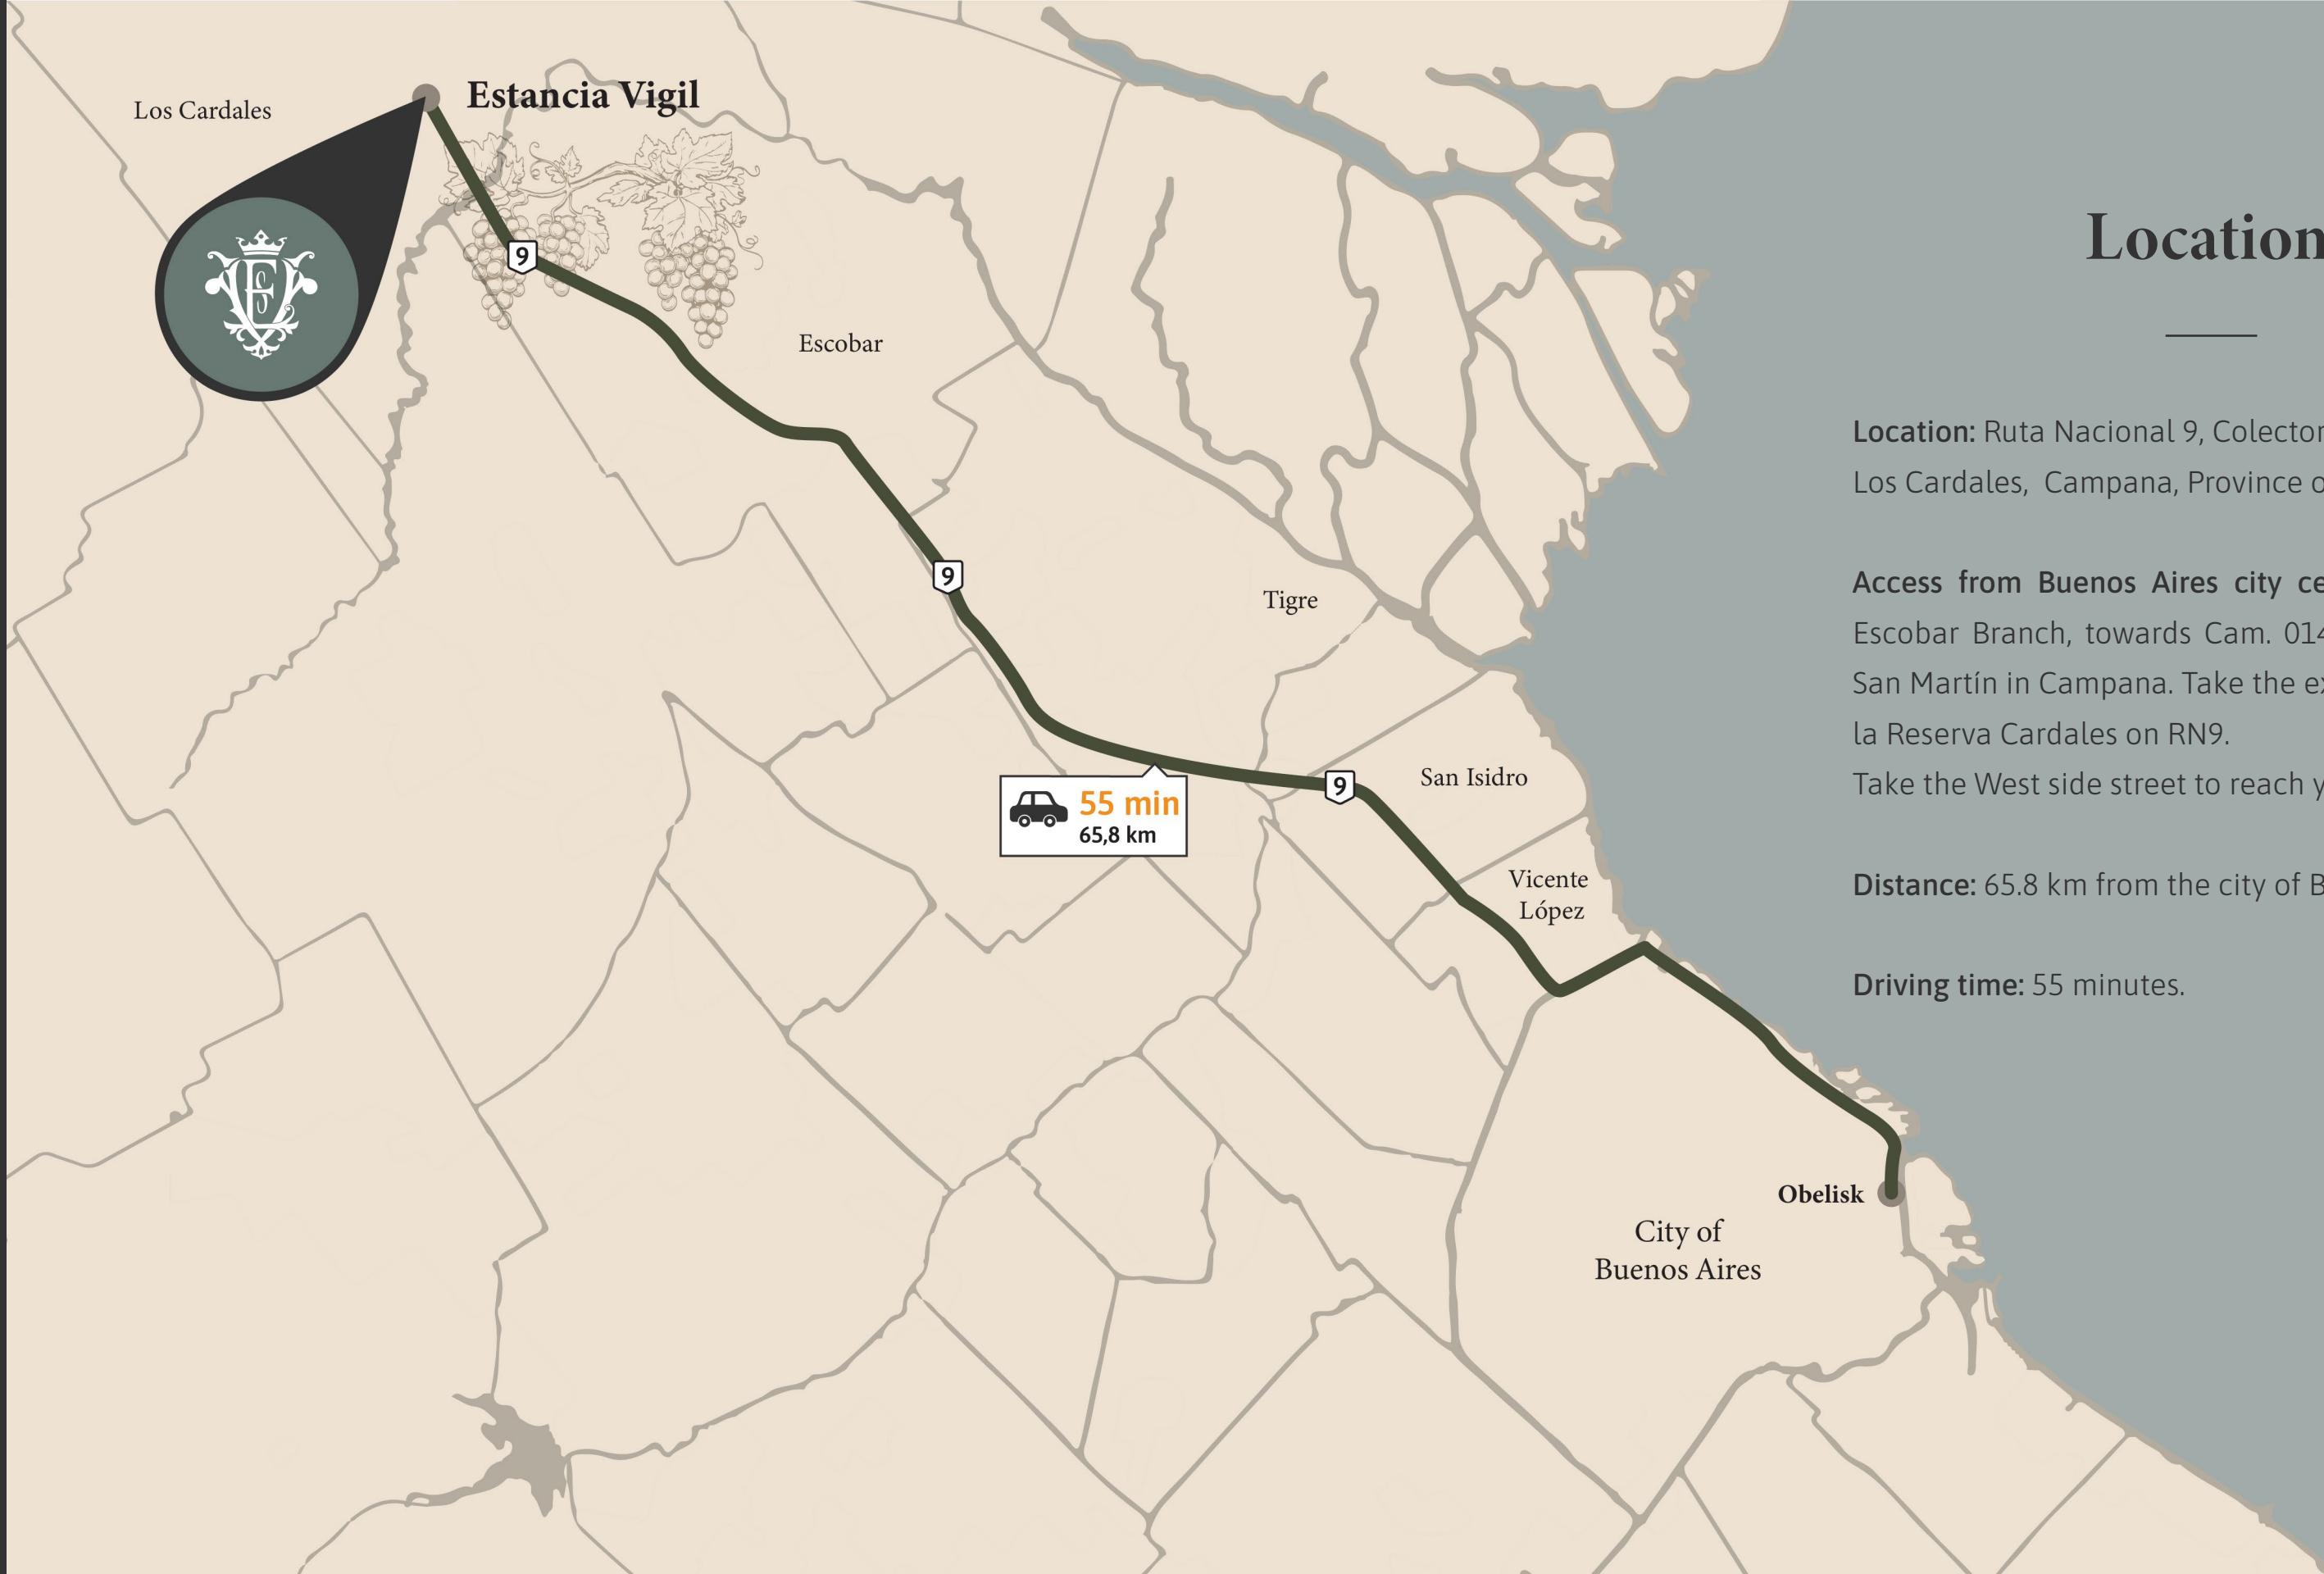 Los Cardales
Estancia Vigil
9
Escobar
9
Tigre
9
San Isidro
55 min
65,8 km
Vicente
López
Obelisk
City of
Buenos Aires
Location
Location: Ruta Nacional 9, Colector
Los Cardales, Campana, Province
Access from Buenos Aires city
Escobar Branch, towards Cam. 014
San Martín in Campana. Take the
la Reserva Cardales on RN9.
Take the West side street to reach
Distance: 65.8 km from the city of
Driving time: 55 minutes.